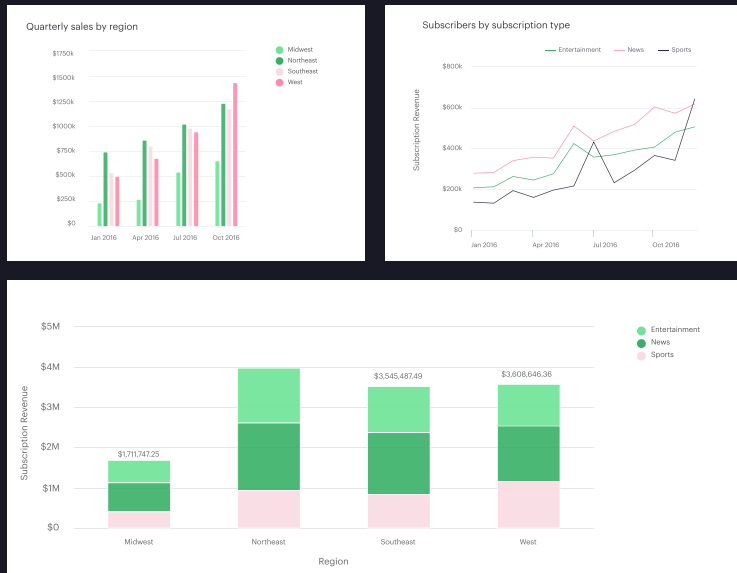 Quarterly sales by region
$1750k
$1500k
$1250k
$1000k
$750k
$500k
$250k
$0
Jan 2016 Apr 2016 Jul 2016 Oct 2016
Midwest
Northeast
Southeast
West
Subscribers by subscription type
Entertainment News Sports
Subscription Revenue
$800k
$600k
$400k
$200k
$0
Jan 2016 Apr 2016 Jul 2016 Oct 2016
Subscription Revenue
$5M
$4M
$3M
$2M
$1M
$0
$1,711,747.25
$3,545,487.49
$3,608,646.36
Midwest Northeast Southeast West
Region
Entertainment
News
Sports